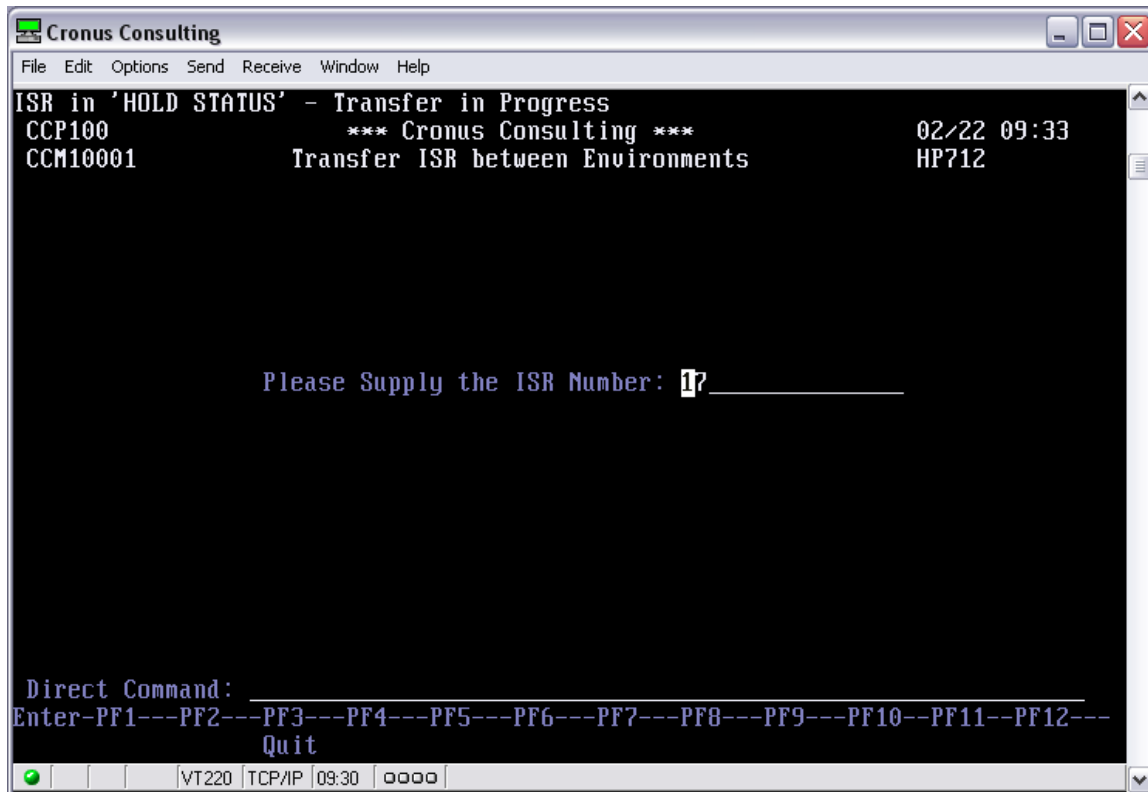 Cronus Consulting
File Edit Options Send Receive Window Help
ISR in 'HOLD STATUS' - Transfer in Progress
CCP100 *** Cronus Consulting *** 02/22 09:33
CCM10001 Transfer ISR between Environments HP712
Please Supply the ISR Number: 17_______________
Direct Command: ____________________________________________________________
Enter-PF1---PF2---PF3---PF4---PF5---PF6---PF7---PF8---PF9---PF10--PF11--PF12---
Quit
VT220 TCP/IP 09:30